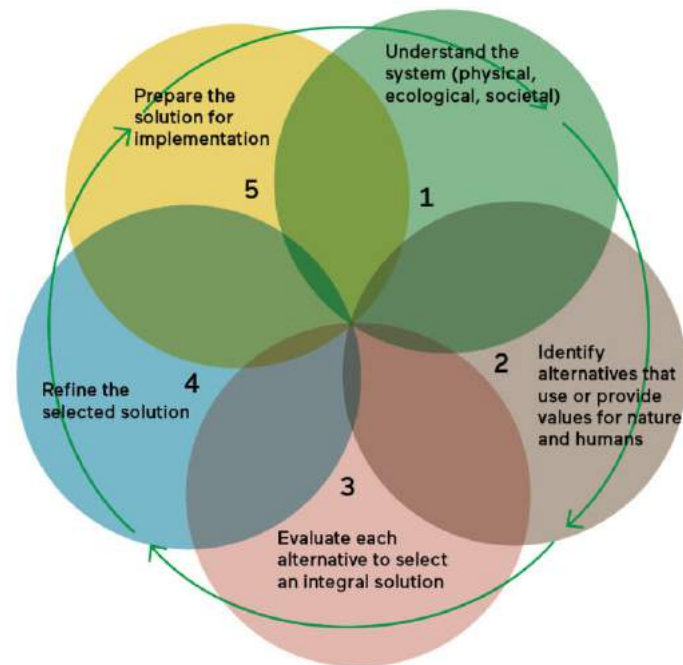 Understand the
system (physical,
ecological, societal)
1
2
Identify
alternatives that
use or provide
values for nature
and humans
3
Evaluate each
alternative to select
an integral solution
4
Refine the
selected solution
Prepare the
solution for
implementation
5